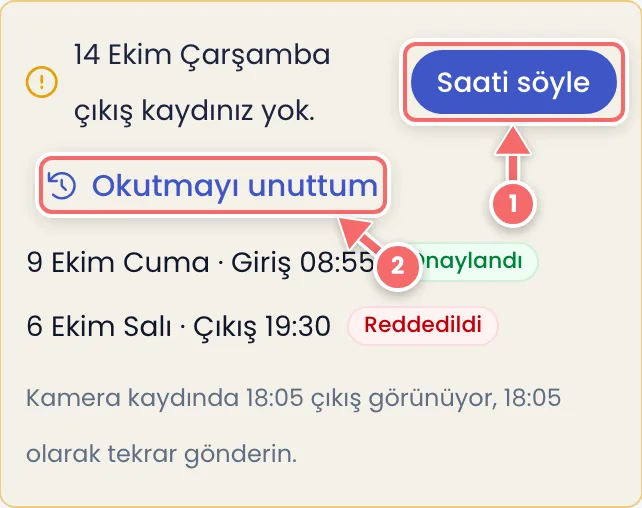 14 Ekim Çarşamba
çıkış kaydınız yok.
Saati söyle
1
Okutmayı unuttum
2
9 Ekim Cuma · Giriş 08:55
6 Ekim Salı · Çıkış 19:30 Reddedildi
Kamera kaydında 18:05 çıkış görünüyor, 18:05
olarak tekrar gönderin.